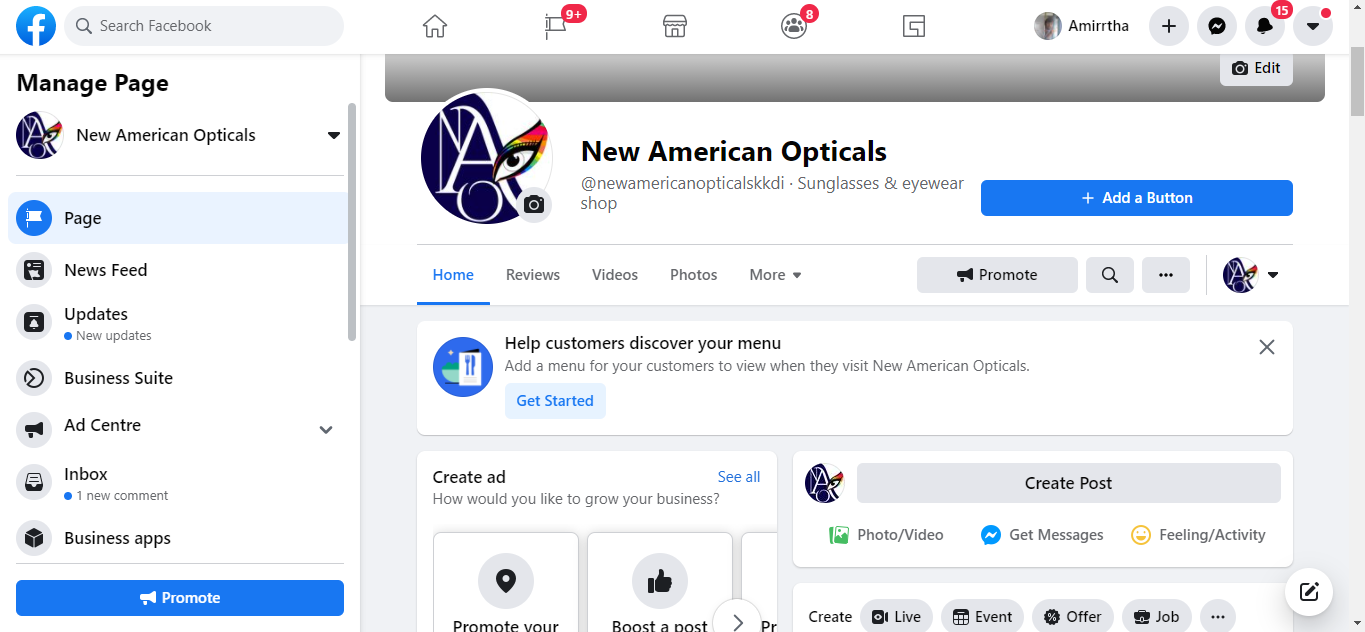 Search Facebook
9+
8
Amirrtha
15
Manage Page
New American Opticals
Page
News Feed
Updates
New updates
Business Suite
Ad Centre
Inbox
1 new comment
Business apps
Promote
Edit
New American Opticals
@newamericanopticalskkdi · Sunglasses & eyewear
shop
+ Add a Button
Home Reviews Videos Photos More
Promote
Help customers discover your menu
Add a menu for your customers to view when they visit New American Opticals.
Get Started
Create ad
See all
How would you like to grow your business?
Promote your
Boost a post
Pr
Create Post
Photo/Video
Get Messages
Feeling/Activity
Create
Live
Event
Offer
Job